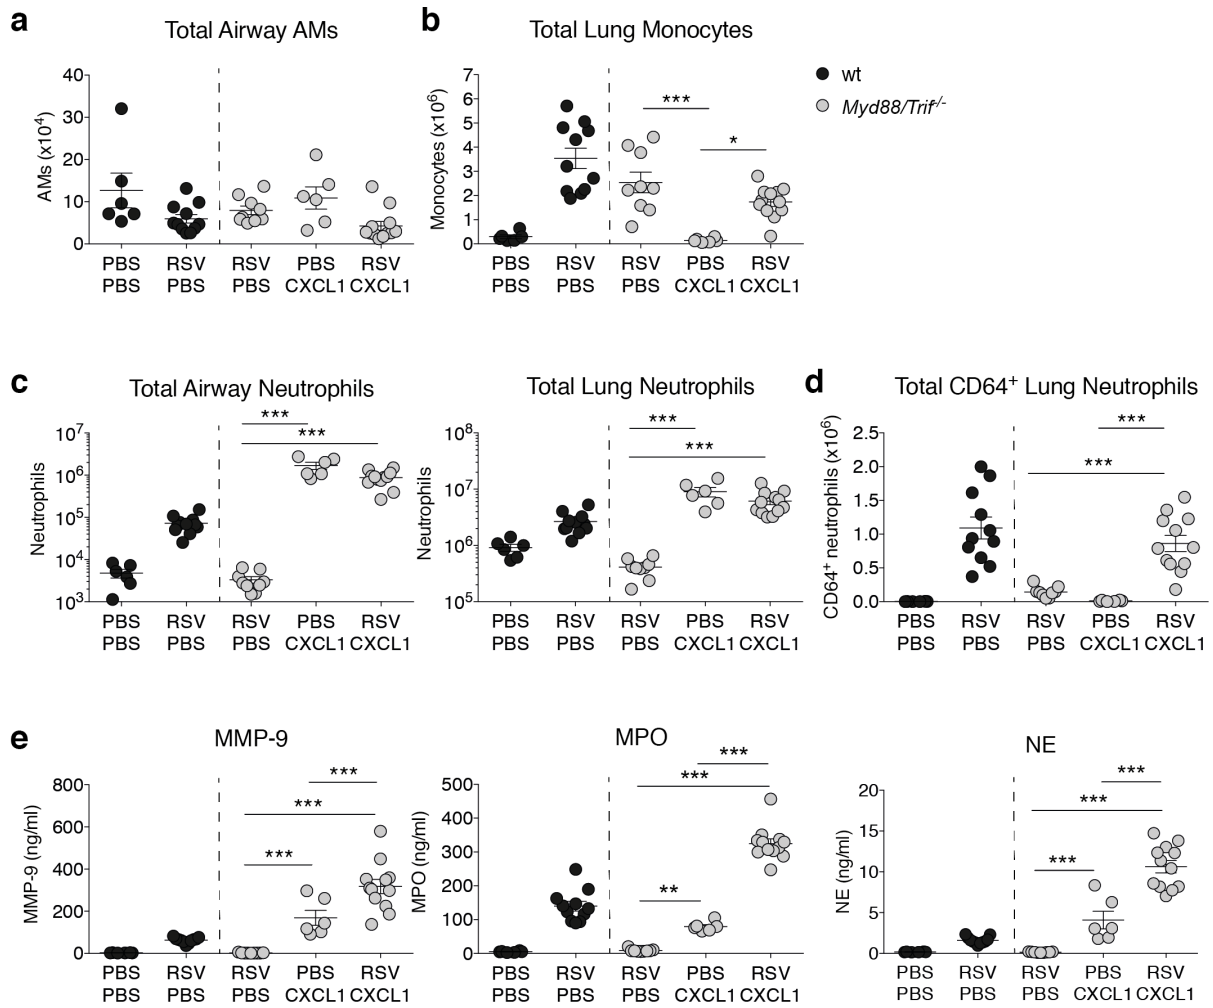 a
Total Airway AMs
AMs (x10⁴)
40
30
20
10
0
PBS RSV RSV PBS RSV
PBS PBS PBS CXCL1 CXCL1
b
Total Lung Monocytes
Monocytes (x10⁶)
7
6
5
4
3
2
1
0
***
*
PBS RSV RSV PBS RSV
PBS PBS PBS CXCL1 CXCL1
wt
Myd88/Trif-/-
c
Total Airway Neutrophils
Neutrophils
10⁷
10⁶
10⁵
10⁴
10³
***
***
PBS RSV RSV PBS RSV
PBS PBS PBS CXCL1 CXCL1
Total Lung Neutrophils
Neutrophils
10⁸
10⁷
10⁶
10⁵
***
***
PBS RSV RSV PBS RSV
PBS PBS PBS CXCL1 CXCL1
d
Total CD64⁺ Lung Neutrophils
CD64⁺ neutrophils (x10⁶)
2.5
2.0
1.5
1.0
0.5
0.0
***
***
PBS RSV RSV PBS RSV
PBS PBS PBS CXCL1 CXCL1
e
MMP-9
MMP-9 (ng/ml)
800
600
400
200
0
***
***
***
PBS RSV RSV PBS RSV
PBS PBS PBS CXCL1 CXCL1
MPO
MPO (ng/ml)
500
400
300
200
100
0
***
***
**
PBS RSV RSV PBS RSV
PBS PBS PBS CXCL1 CXCL1
NE
NE (ng/ml)
20
15
10
5
0
***
***
***
PBS RSV RSV PBS RSV
PBS PBS PBS CXCL1 CXCL1